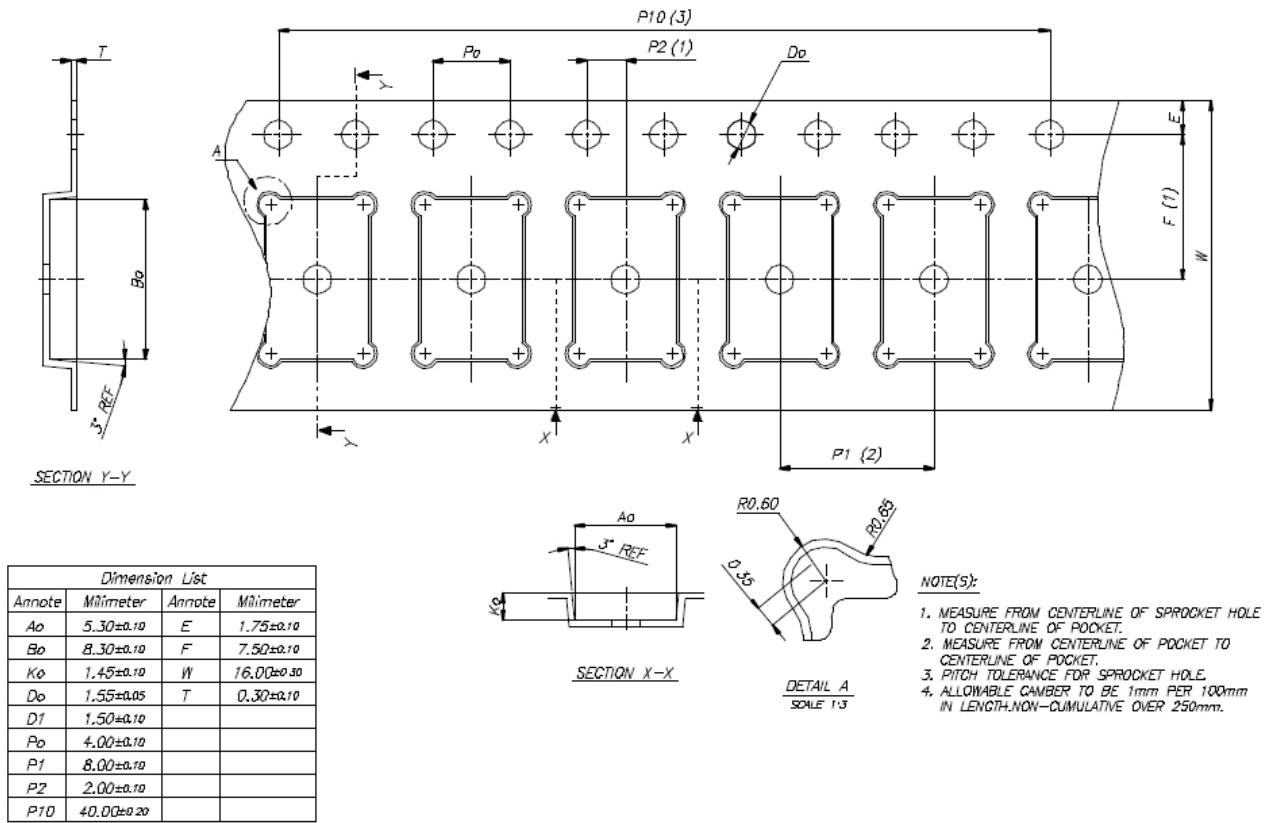 P10 (3)
T
Po
P2 (1)
Do
Y
E
A
F (1)
W
Bo
3° REF
X
X
Y
P1 (2)
SECTION Y-Y
Ao
3° REF
Ko
SECTION X-X
R0.60
R0.65
0.35
DETAIL A
SCALE 1:3
Dimension List
Annote Milimeter Annote Milimeter
Ao 5.30±0.10 E 1.75±0.10
Bo 8.30±0.10 F 7.50±0.10
Ko 1.45±0.10 W 16.00±0.30
Do 1.55±0.05 T 0.30±0.10
D1 1.50±0.10
Po 4.00±0.10
P1 8.00±0.10
P2 2.00±0.10
P10 40.00±0.20
NOTE(S):
1. MEASURE FROM CENTERLINE OF SPROCKET HOLE
TO CENTERLINE OF POCKET.
2. MEASURE FROM CENTERLINE OF POCKET TO
CENTERLINE OF POCKET.
3. PITCH TOLERANCE FOR SPROCKET HOLE.
4. ALLOWABLE CAMBER TO BE 1mm PER 100mm
IN LENGTH,NON-CUMULATIVE OVER 250mm.